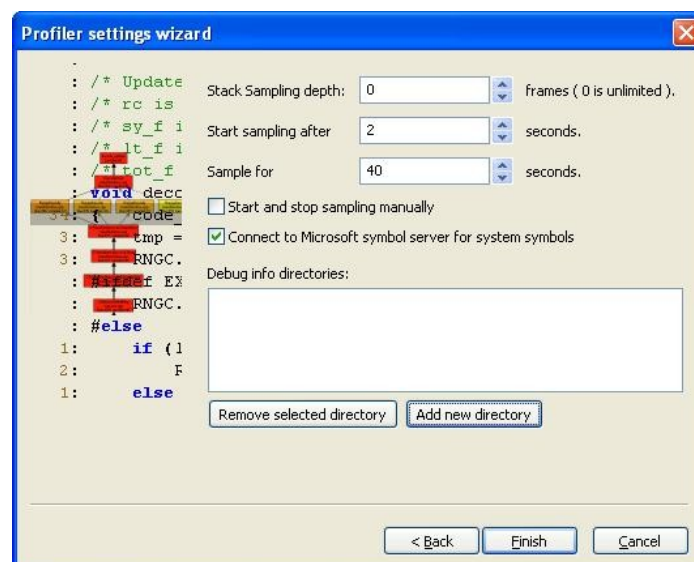 Profiler settings wizard
: /* Update
: /* rc is
: /* sy_f i
: /* lt_f i
: /* tot_f
: void deco
34: { code_
3: tmp =
3: RNGC.
: #ifdef EX
: RNGC.
: #else
1: if (l
2: R
1: else
Stack Sampling depth: 0 frames ( 0 is unlimited ).
Start sampling after 2 seconds.
Sample for 40 seconds.
Start and stop sampling manually
Connect to Microsoft symbol server for system symbols
Debug info directories:
Remove selected directory Add new directory
< Back Finish Cancel